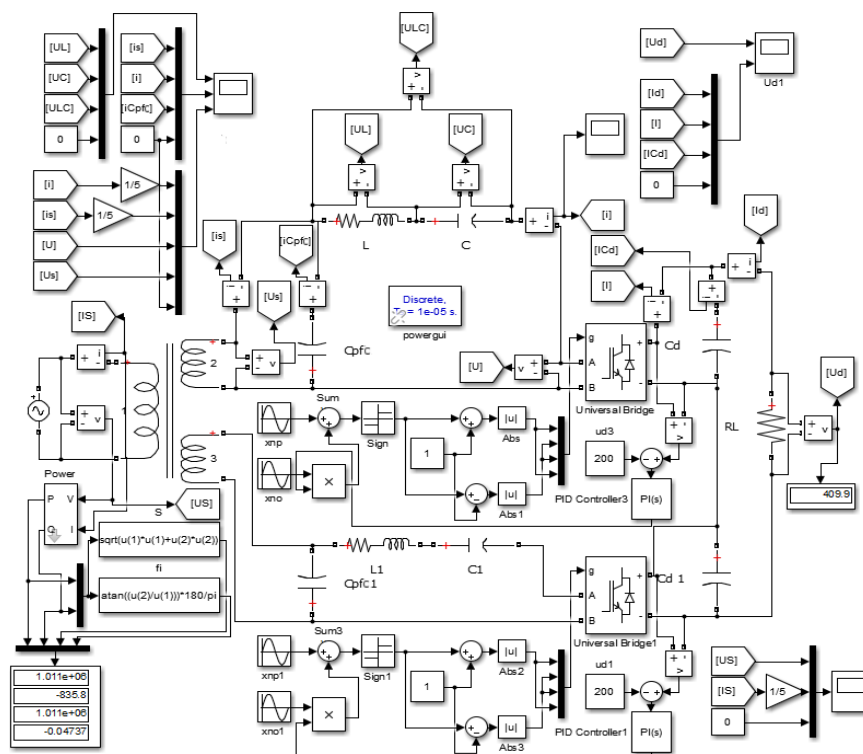 [ULC]
[UL]
[is]
[Ud]
[UC]
[i]
Ud1
[ULC]
[iCpfc]
[Id]
[UL]
[UC]
[I]
0
0
[ICd]
0
[i]
1/5
[is]
1/5
[is]
[iCpfc]
L
C
[i]
[Id]
[U]
[ICd]
[Us]
[Us]
[I]
[IS]
Discrete,
= 1e-05 s.
powergui
g
Cd
2
Cpfc
[U]
A
B
[Ud]
1
Sum
Universal Bridge
RL
xnp
Sign
|u|
Abs
ud3
3
1
200
Power
xno
|u|
Abs1
PID Controller3
PI(s)
409.9
P
V
S
[US]
Q
I
sqrt(u(1)*u(1)+u(2)*u(2))
fi
L1
C1
g
Cd 1
atan((u(2)/u(1)))*180/pi
Cpfc1
A
B
Sum3
Universal Bridge1
1.011e+06
xnp1
Sign1
|u|
Abs2
ud1
[US]
-835.8
1
200
[IS]
1/5
1.011e+06
xno1
|u|
Abs3
PID Controller1
PI(s)
0
-0.04737